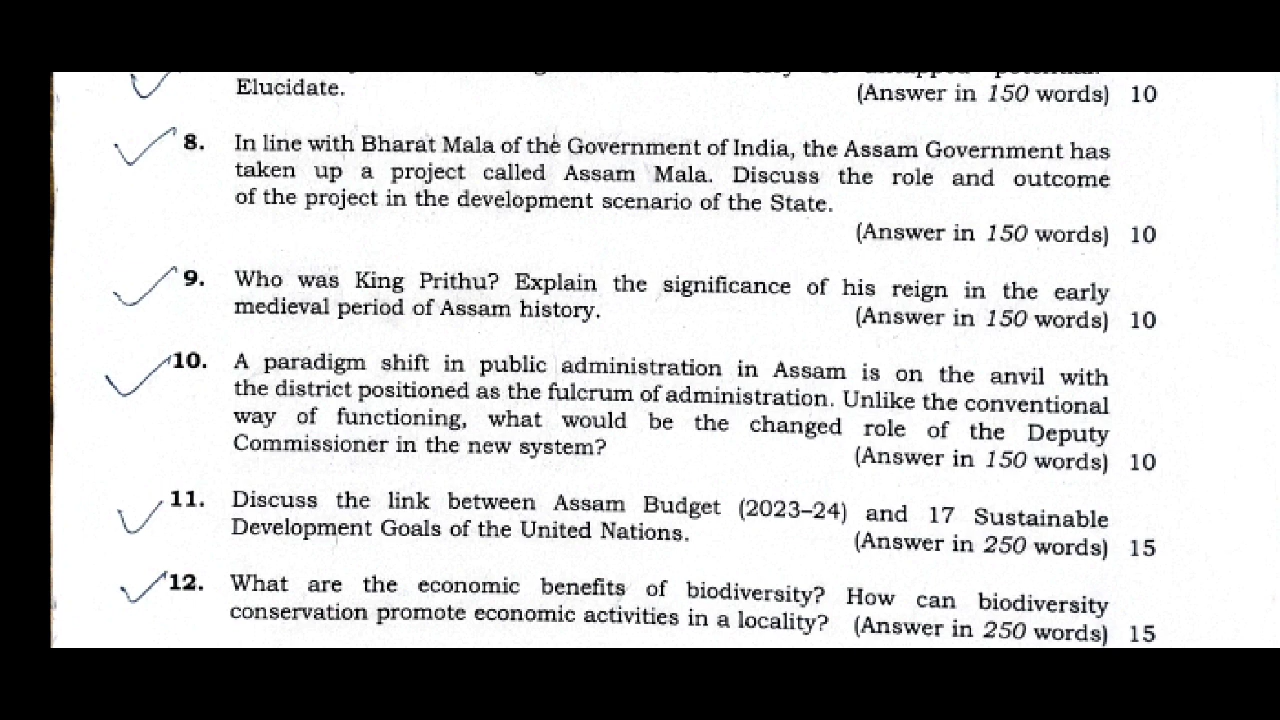 Elucidate.
(Answer in 150 words) 10
8. In line with Bharat Mala of the Government of India, the Assam Government has
taken up a project called Assam Mala. Discuss the role and outcome
of the project in the development scenario of the State.
(Answer in 150 words) 10
9. Who was King Prithu? Explain the significance of his reign in the early
medieval period of Assam history. (Answer in 150 words) 10
10. A paradigm shift in public administration in Assam is on the anvil with
the district positioned as the fulcrum of administration. Unlike the conventional
way of functioning, what would be the changed role of the Deputy
Commissioner in the new system? (Answer in 150 words) 10
11. Discuss the link between Assam Budget (2023–24) and 17 Sustainable
Development Goals of the United Nations. (Answer in 250 words) 15
12. What are the economic benefits of biodiversity? How can biodiversity
conservation promote economic activities in a locality? (Answer in 250 words) 15